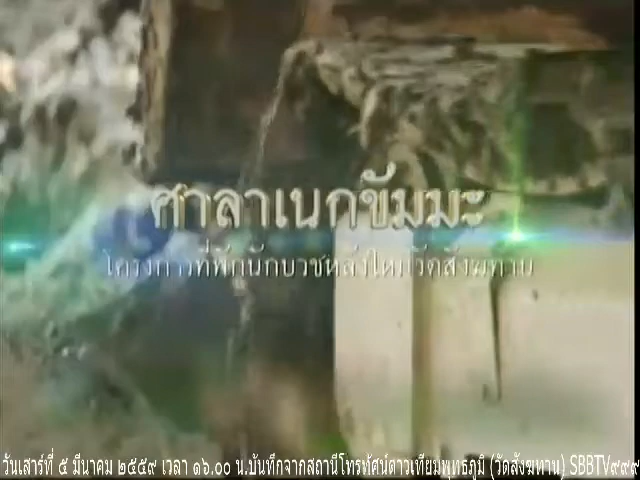 ศาลาเนกขัมมะ
โครงการที่พักนักบวชหลังใหม่วัดสังฆทาน
วันเสาร์ที่ ๕ มีนาคม ๒๕๕๙ เวลา ๑๖.๐๐ น.บันทึกจากสถานีโทรทัศน์ดาวเทียมพุทธภูมิ (วัดสังฆทาน) SBBTV๙๙๙